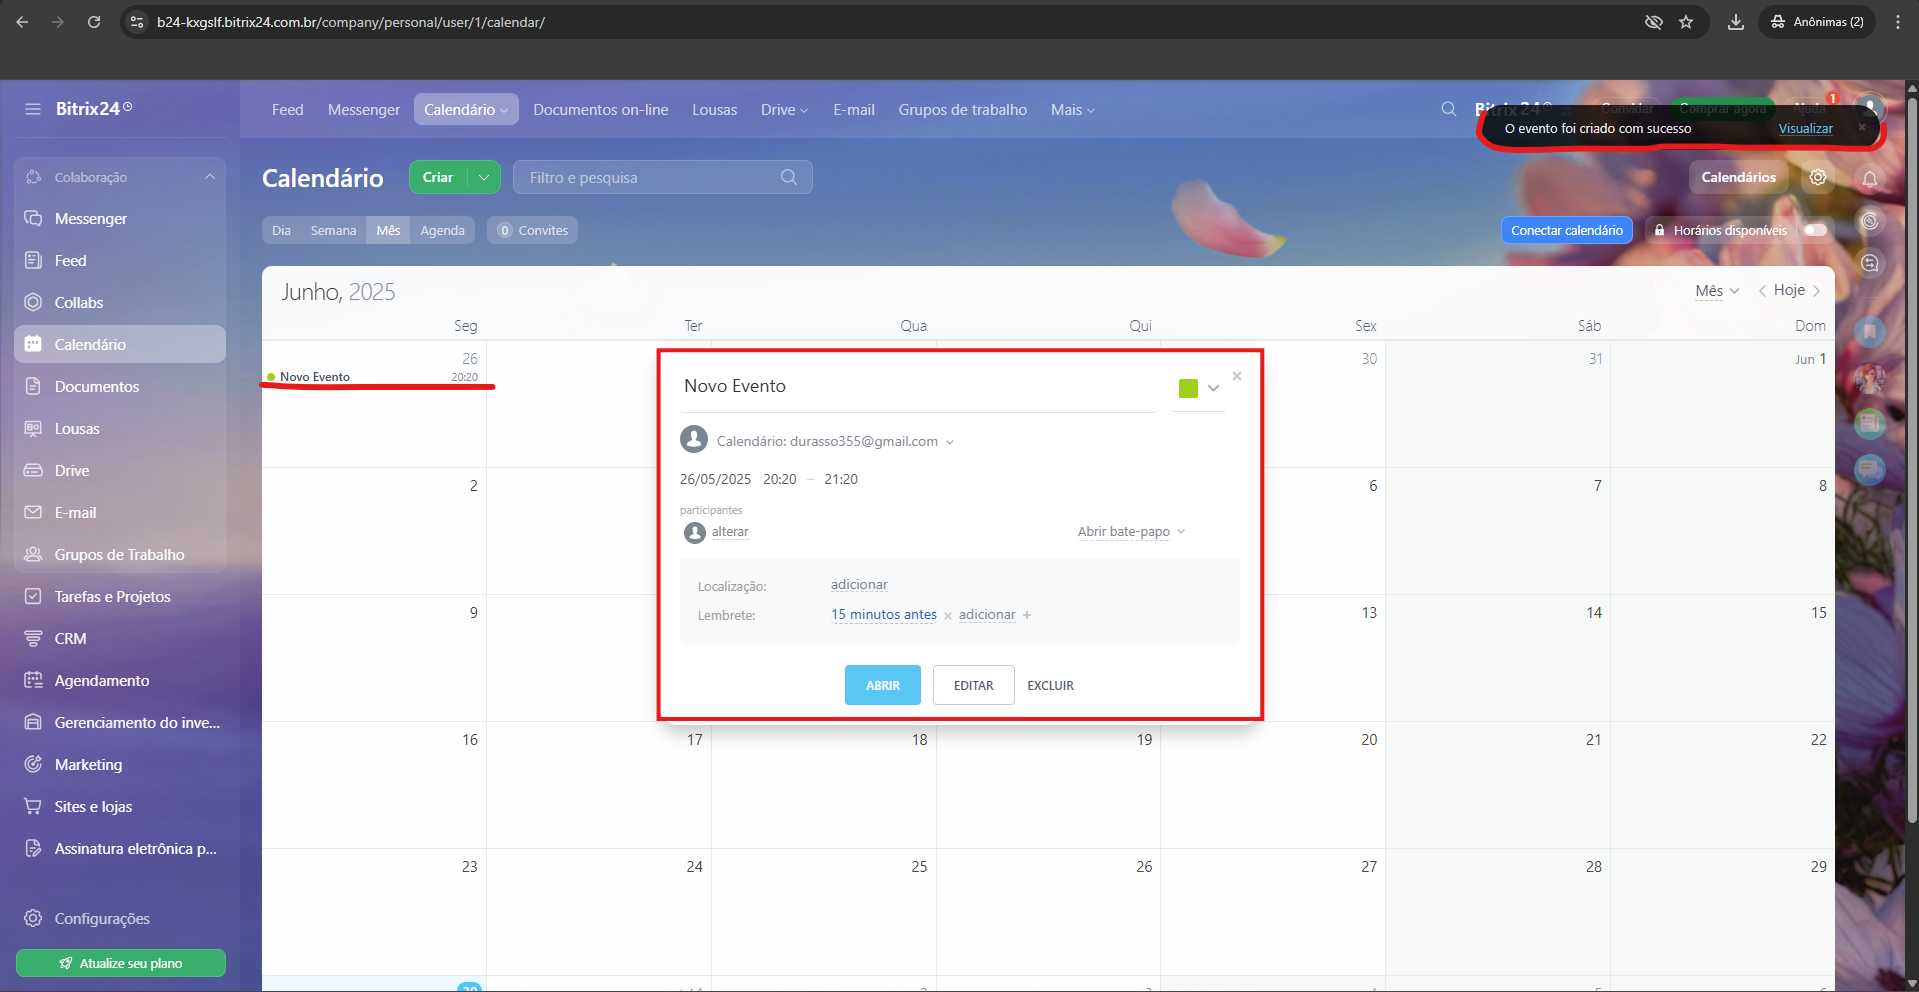 b24-kxgslf.bitrix24.com.br/company/personal/user/1/calendar/
Anônimas (2)
Bitrix24
Feed
Messenger
Calendário
Documentos on-line
Lousas
Drive
E-mail
Grupos de trabalho
Mais
Bitrix24
Convidar
Comprar agora
Ajuda
1
O evento foi criado com sucesso
Visualizar
Colaboração
Messenger
Feed
Collabs
Calendário
Documentos
Lousas
Drive
E-mail
Grupos de Trabalho
Tarefas e Projetos
CRM
Agendamento
Gerenciamento do inve...
Marketing
Sites e lojas
Assinatura eletrônica p...
Configurações
Atualize seu plano
Calendário
Criar
Filtro e pesquisa
Calendários
Dia
Semana
Mês
Agenda
0 Convites
Conectar calendário
Horários disponíveis
Junho, 2025
Mês
Hoje
Seg
Ter
Qua
Qui
Sex
Sáb
Dom
26
30
31
Jun 1
Novo Evento
20:20
2
6
7
8
9
13
14
15
16
17
18
19
20
21
22
23
24
25
26
27
28
29
30
Novo Evento
Calendário: durasso355@gmail.com
26/05/2025 20:20 – 21:20
participantes
alterar
Abrir bate-papo
Localização:
adicionar
Lembrete:
15 minutos antes
adicionar
ABRIR
EDITAR
EXCLUIR